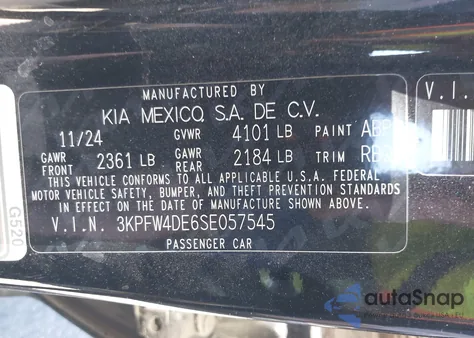 MANUFACTURED BY
KIA MEXICO, S.A. DE C.V.
11/24 GVWR 4101 LB PAINT ABP
GAWR FRONT 2361 LB GAWR REAR 2184 LB TRIM
THIS VEHICLE CONFORMS TO ALL APPLICABLE U.S.A. FEDERAL
MOTOR VEHICLE SAFETY, BUMPER, AND THEFT PREVENTION
STANDARDS IN EFFECT ON THE DATE OF MANUFACTURE SHOWN ABOVE.
V.I.N. 3KPFW4DE6SE057545
PASSENGER CAR
G520
V.I.
autoSnap